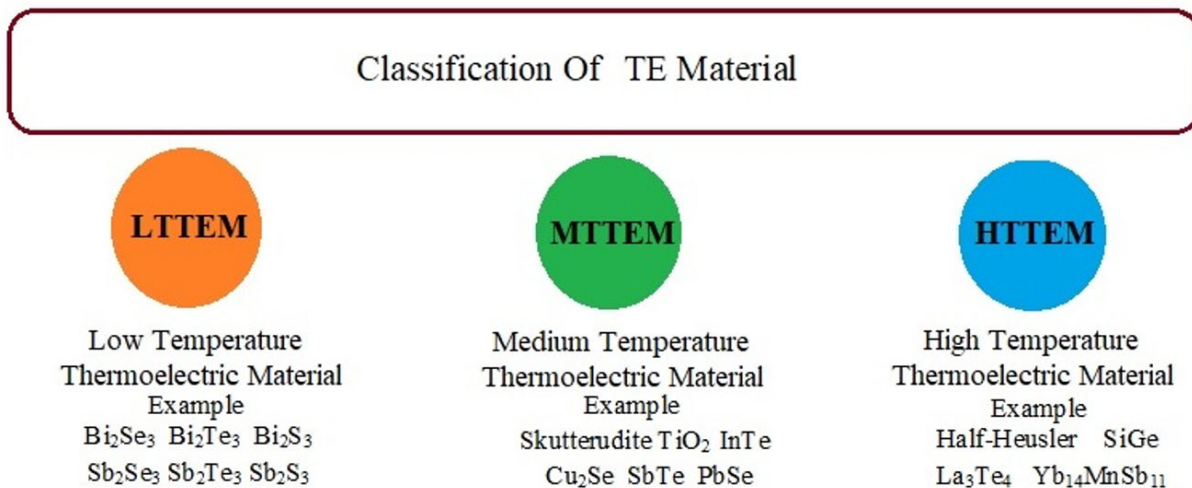 Classification Of TE Material
LTTEM
MTTEM
HTTEM
Low Temperature
Thermoelectric Material
Example
Bi₂Se₃ Bi₂Te₃ Bi₂S₃
Sb₂Se₃ Sb₂Te₃ Sb₂S₃
Medium Temperature
Thermoelectric Material
Example
Skutterudite TiO₂ InTe
Cu₂Se SbTe PbSe
High Temperature
Thermoelectric Material
Example
Half-Heusler SiGe
La₃Te₄ Yb₁₄MnSb₁₁